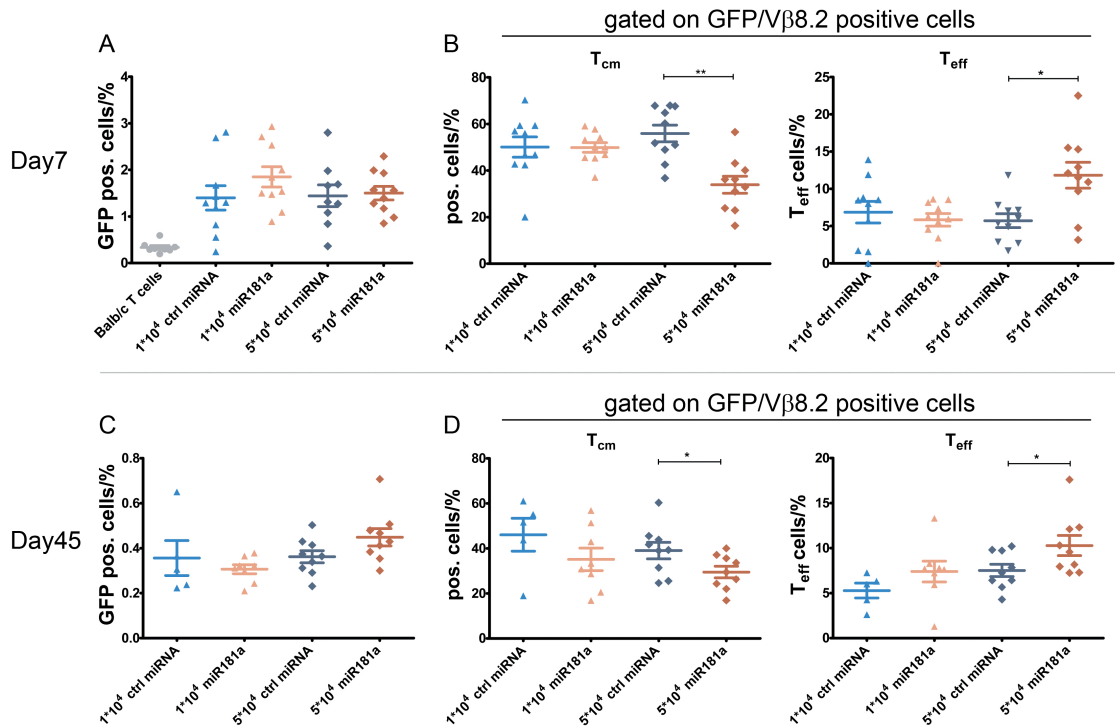 gated on GFP/Vβ8.2 positive cells
A
B
Tcm
Teff
Day7
GFP pos. cells/%
4
3
2
1
0
Balb/c T cells
1*10⁴ ctrl miRNA
1*10⁴ miR181a
5*10⁴ ctrl miRNA
5*10⁴ miR181a
pos. cells/%
80
60
40
20
0
**
1*10⁴ ctrl miRNA
1*10⁴ miR181a
5*10⁴ ctrl miRNA
5*10⁴ miR181a
Teff cells/%
25
20
15
10
5
0
*
1*10⁴ ctrl miRNA
1*10⁴ miR181a
5*10⁴ ctrl miRNA
5*10⁴ miR181a
gated on GFP/Vβ8.2 positive cells
C
D
Tcm
Teff
Day45
GFP pos. cells/%
0.8
0.6
0.4
0.2
0.0
1*10⁴ ctrl miRNA
1*10⁴ miR181a
5*10⁴ ctrl miRNA
5*10⁴ miR181a
pos. cells/%
80
60
40
20
0
*
1*10⁴ ctrl miRNA
1*10⁴ miR181a
5*10⁴ ctrl miRNA
5*10⁴ miR181a
Teff cells/%
20
15
10
5
0
*
1*10⁴ ctrl miRNA
1*10⁴ miR181a
5*10⁴ ctrl miRNA
5*10⁴ miR181a